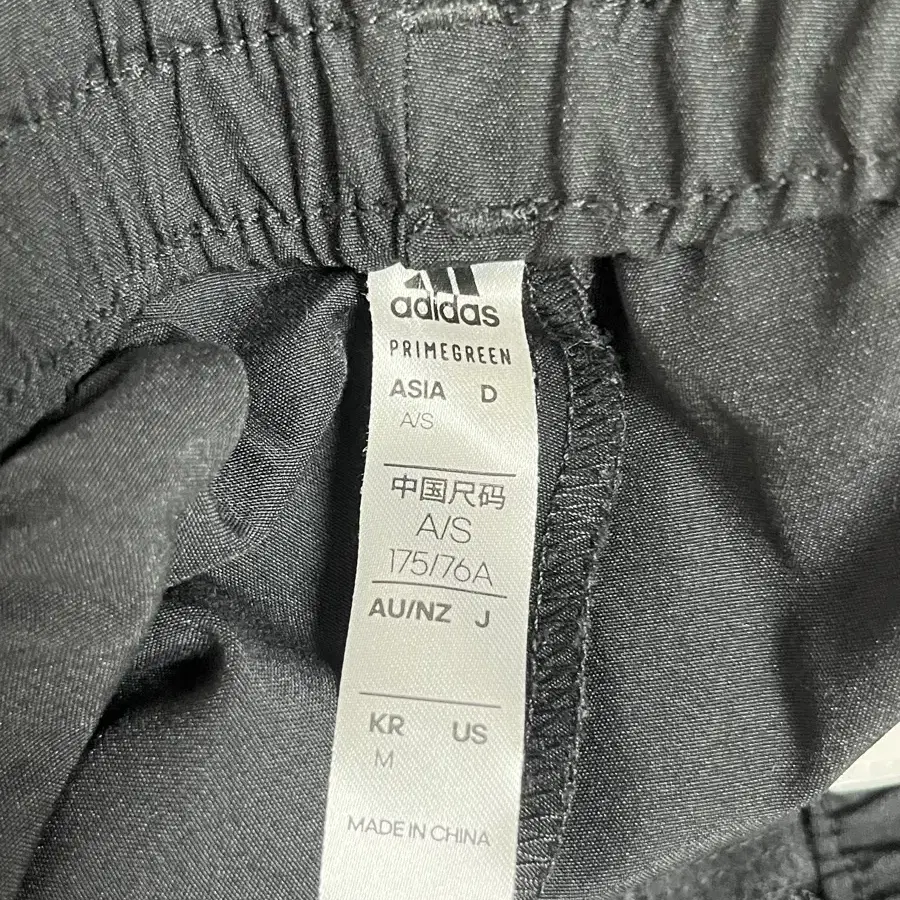 adidas
PRIMEGREEN
ASIA D
A/S
中国尺码
A/S
175/76A
AU/NZ J
KR US
M
MADE IN CHINA